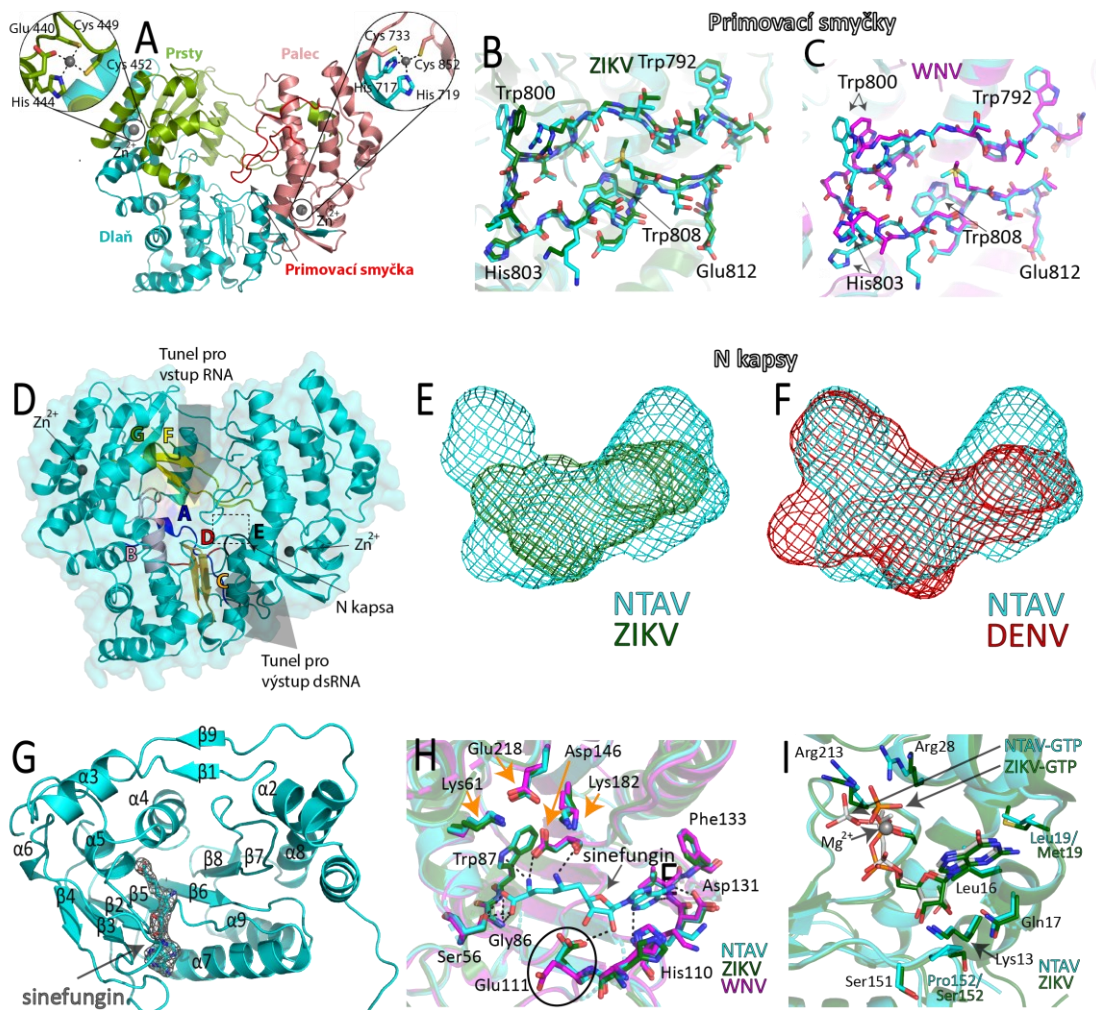 Primovací smyčky
A
Glu 440
Cys 449
Cys 452
His 444
Prsty
Palec
Cys 733
Cys 852
His 717
His 719
Zn
Zn2+
Dlaň
Primovací smyčka
B
ZIKV
Trp792
Trp800
Trp808
His803
Glu812
C
WNV
Trp800
Trp792
Trp808
His803
Glu812
N kapsy
D
Tunel pro
vstup RNA
Zn2+
G
F
A
B
D
E
C
Zn2+
N kapsa
Tunel pro
výstup dsRNA
E
NTAV
ZIKV
F
NTAV
DENV
G
β9
β1
α3
α4
α2
α5
α6
β8
β7
α8
β4
β5
β6
β2
β3
α9
α7
sinefungin
H
Glu218
Asp146
Lys61
Lys182
Phe133
Trp87
sinefungin
F
Asp131
Gly86
Ser56
Glu111
His110
NTAV
ZIKV
WNV
I
Arg213
Arg28
NTAV-GTP
ZIKV-GTP
Mg2+
Leu19/
Met19
Leu16
Gln17
Lys13
Ser151
Pro152/
Ser152
NTAV
ZIKV